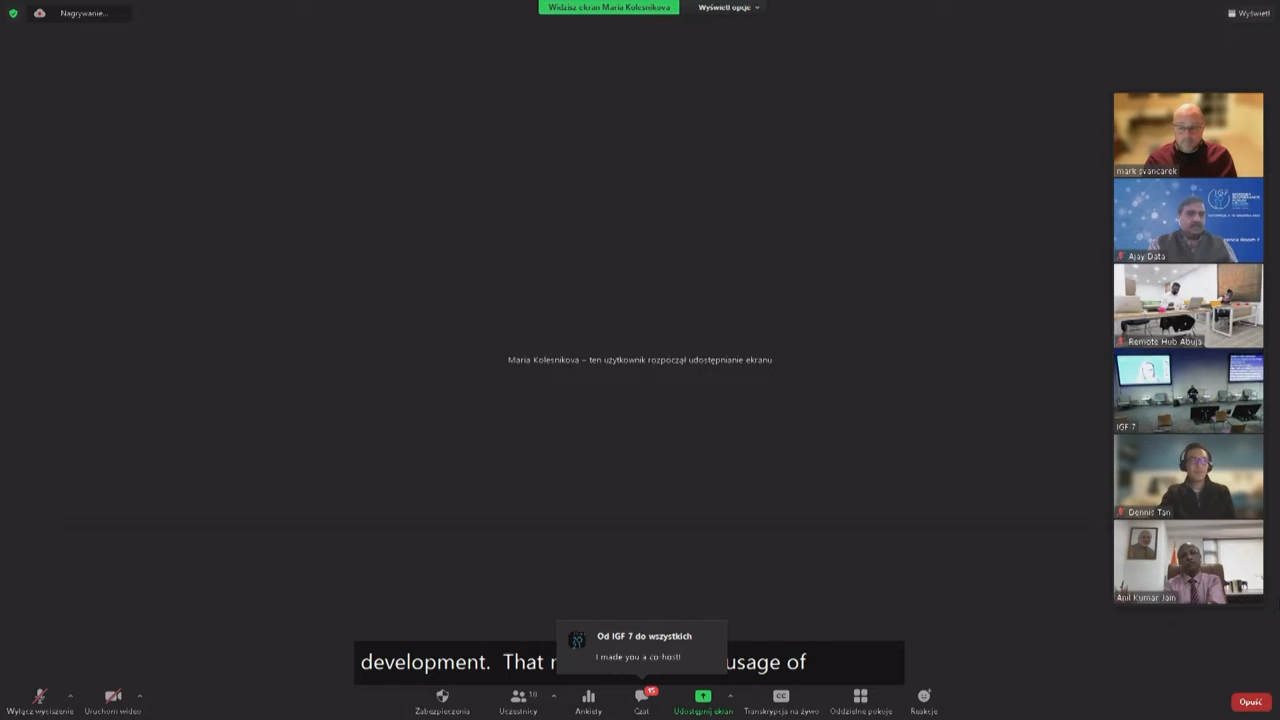 Nagrywanie...
Widzisz ekran Maria Kolesnikova
Wyświetl opcje
Wyświetl
mark svancarek
Ajay Data
Remote Hub Abuja
IGF-7
Dennis Tan
Anil Kumar Jain
Maria Kolesnikova – ten użytkownik rozpoczął udostępnianie ekranu
Od IGF 7 do wszystkich
I made you a co-host!
development. That usage of
Wyłącz wyciszenie
Uruchom wideo
Zabezpieczenia
10
Uczestnicy
Ankiety
15
Czat
Udostępnij ekran
CC
Transkrypcja na żywo
Oddzielne pokoje
Reakcje
Opuść